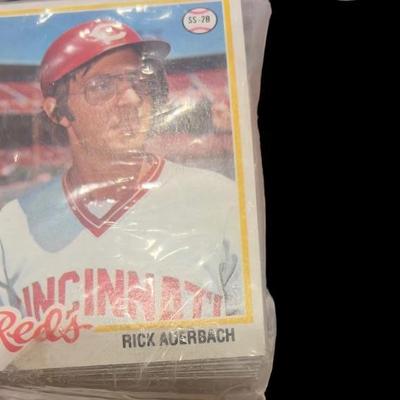 SS-2B
C
CINCINNATI
Reds
RICK AUERBACH